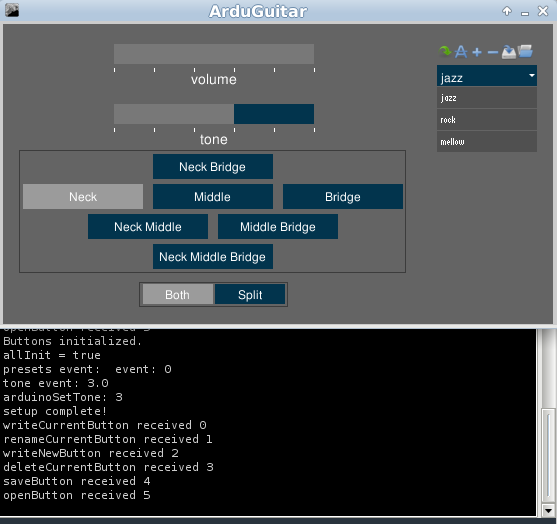 ArduGuitar
volume
jazz
jazz
rock
mellow
tone
Neck Bridge
Neck Middle Bridge
Neck Middle Middle Bridge
Neck Middle Bridge
Both Split
openButton received 5
Buttons initialized.
allInit = true
presets event:  event: 0
tone event: 3.0
arduinoSetTone: 3
setup complete!
writeCurrentButton received 0
renameCurrentButton received 1
writeNewButton received 2
deleteCurrentButton received 3
saveButton received 4
openButton received 5